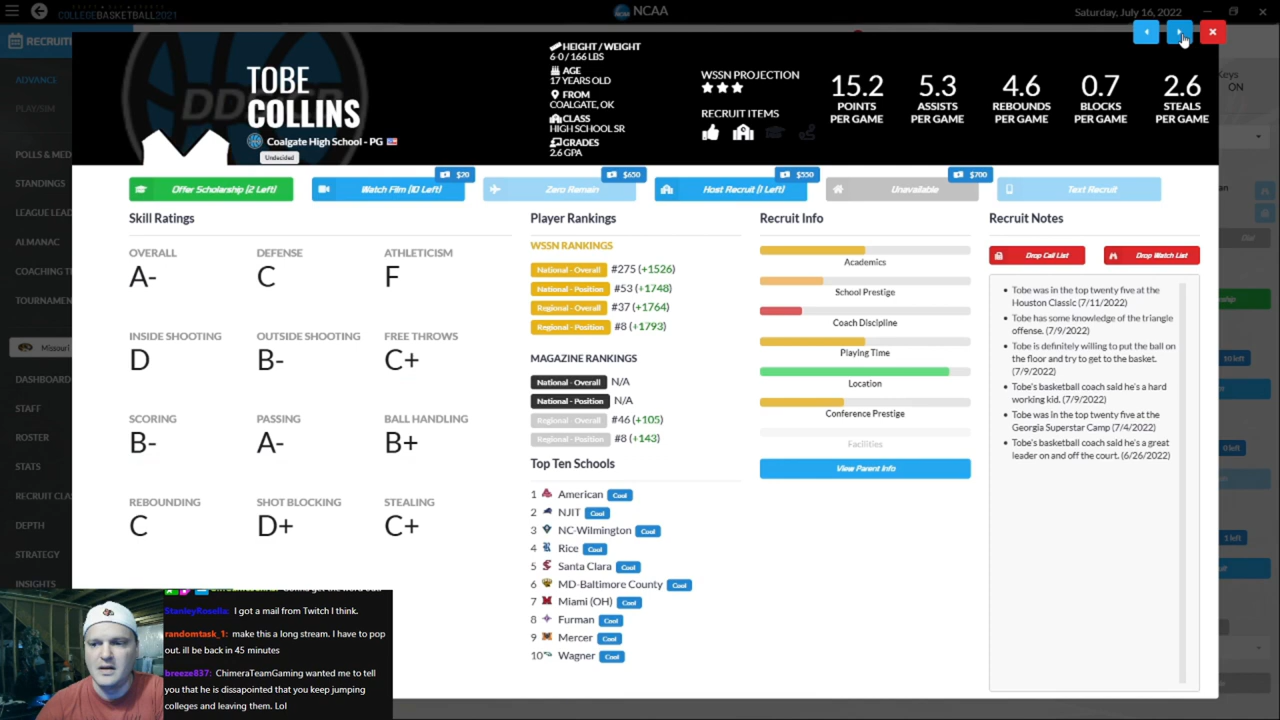 COLLEGEBASKETBALL2021
NCAA
Saturday, July 16, 2022
RECRUITI
ADVANCE
PLAY/SIM
POLLS & MED
STANDINGS
LEAGUE LEAD
ALMANAC
COACHING T
TOURNAMEN
Missouri
DASHBOARD
STAFF
ROSTER
STATS
RECRUIT CLA
DEPTH
STRATEGY
INSIGHTS
Keys
ON
TOBE
COLLINS
Coalgate High School - PG
Undecided
HEIGHT / WEIGHT
6-0 / 166 LBS
AGE
17 YEARS OLD
FROM
COALGATE, OK
CLASS
HIGH SCHOOL SR
GRADES
2.6 GPA
WSSN PROJECTION
RECRUIT ITEMS
15.2
POINTS
PER GAME
5.3
ASSISTS
PER GAME
4.6
REBOUNDS
PER GAME
0.7
BLOCKS
PER GAME
2.6
STEALS
PER GAME
Offer Scholarship (2 Left)
$20
Watch Film (10 Left)
$650
Zero Remain
$550
Host Recruit (1 Left)
$700
Unavailable
Text Recruit
Skill Ratings
OVERALL
A-
DEFENSE
C
ATHLETICISM
F
INSIDE SHOOTING
D
OUTSIDE SHOOTING
B-
FREE THROWS
C+
SCORING
B-
PASSING
A-
BALL HANDLING
B+
REBOUNDING
C
SHOT BLOCKING
D+
STEALING
C+
Player Rankings
WSSN RANKINGS
National - Overall #275 (+1526)
National - Position #53 (+1748)
Regional - Overall #37 (+1764)
Regional - Position #8 (+1793)
MAGAZINE RANKINGS
National - Overall N/A
National - Position N/A
Regional - Overall #46 (+105)
Regional - Position #8 (+143)
Top Ten Schools
1 American Cool
2 NJIT Cool
3 NC-Wilmington Cool
4 Rice Cool
5 Santa Clara Cool
6 MD-Baltimore County Cool
7 Miami (OH) Cool
8 Furman Cool
9 Mercer Cool
10 Wagner Cool
Recruit Info
Academics
School Prestige
Coach Discipline
Playing Time
Location
Conference Prestige
Facilities
View Parent Info
Recruit Notes
Drop Call List
Drop Watch List
Tobe was in the top twenty five at the
Houston Classic (7/11/2022)
Tobe has some knowledge of the triangle
offense. (7/9/2022)
Tobe is definitely willing to put the ball on
the floor and try to get to the basket.
(7/9/2022)
Tobe's basketball coach said he's a hard
working kid. (7/9/2022)
Tobe was in the top twenty five at the
Georgia Superstar Camp (7/4/2022)
Tobe's basketball coach said he's a great
leader on and off the court. (6/26/2022)
10 left
0 left
1 left
I got a mail from Twitch I think.
randomtask_1: make this a long stream. I have to pop
out. ill be back in 45 minutes
breeze837: ChimeraTeamGaming wanted me to tell
you that he is dissapointed that you keep jumping
colleges and leaving them. Lol